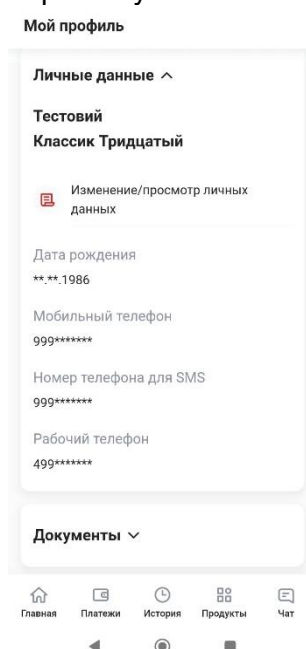 Мой профиль
Личные данные
Тестовий
Классик Тридцатый
Изменение/просмотр личных
данных
Дата рождения
**.**.1986
Мобильный телефон
999*******
Номер телефона для SMS
999*******
Рабочий телефон
499*******
Документы
Главная Платежи История Продукты Чат